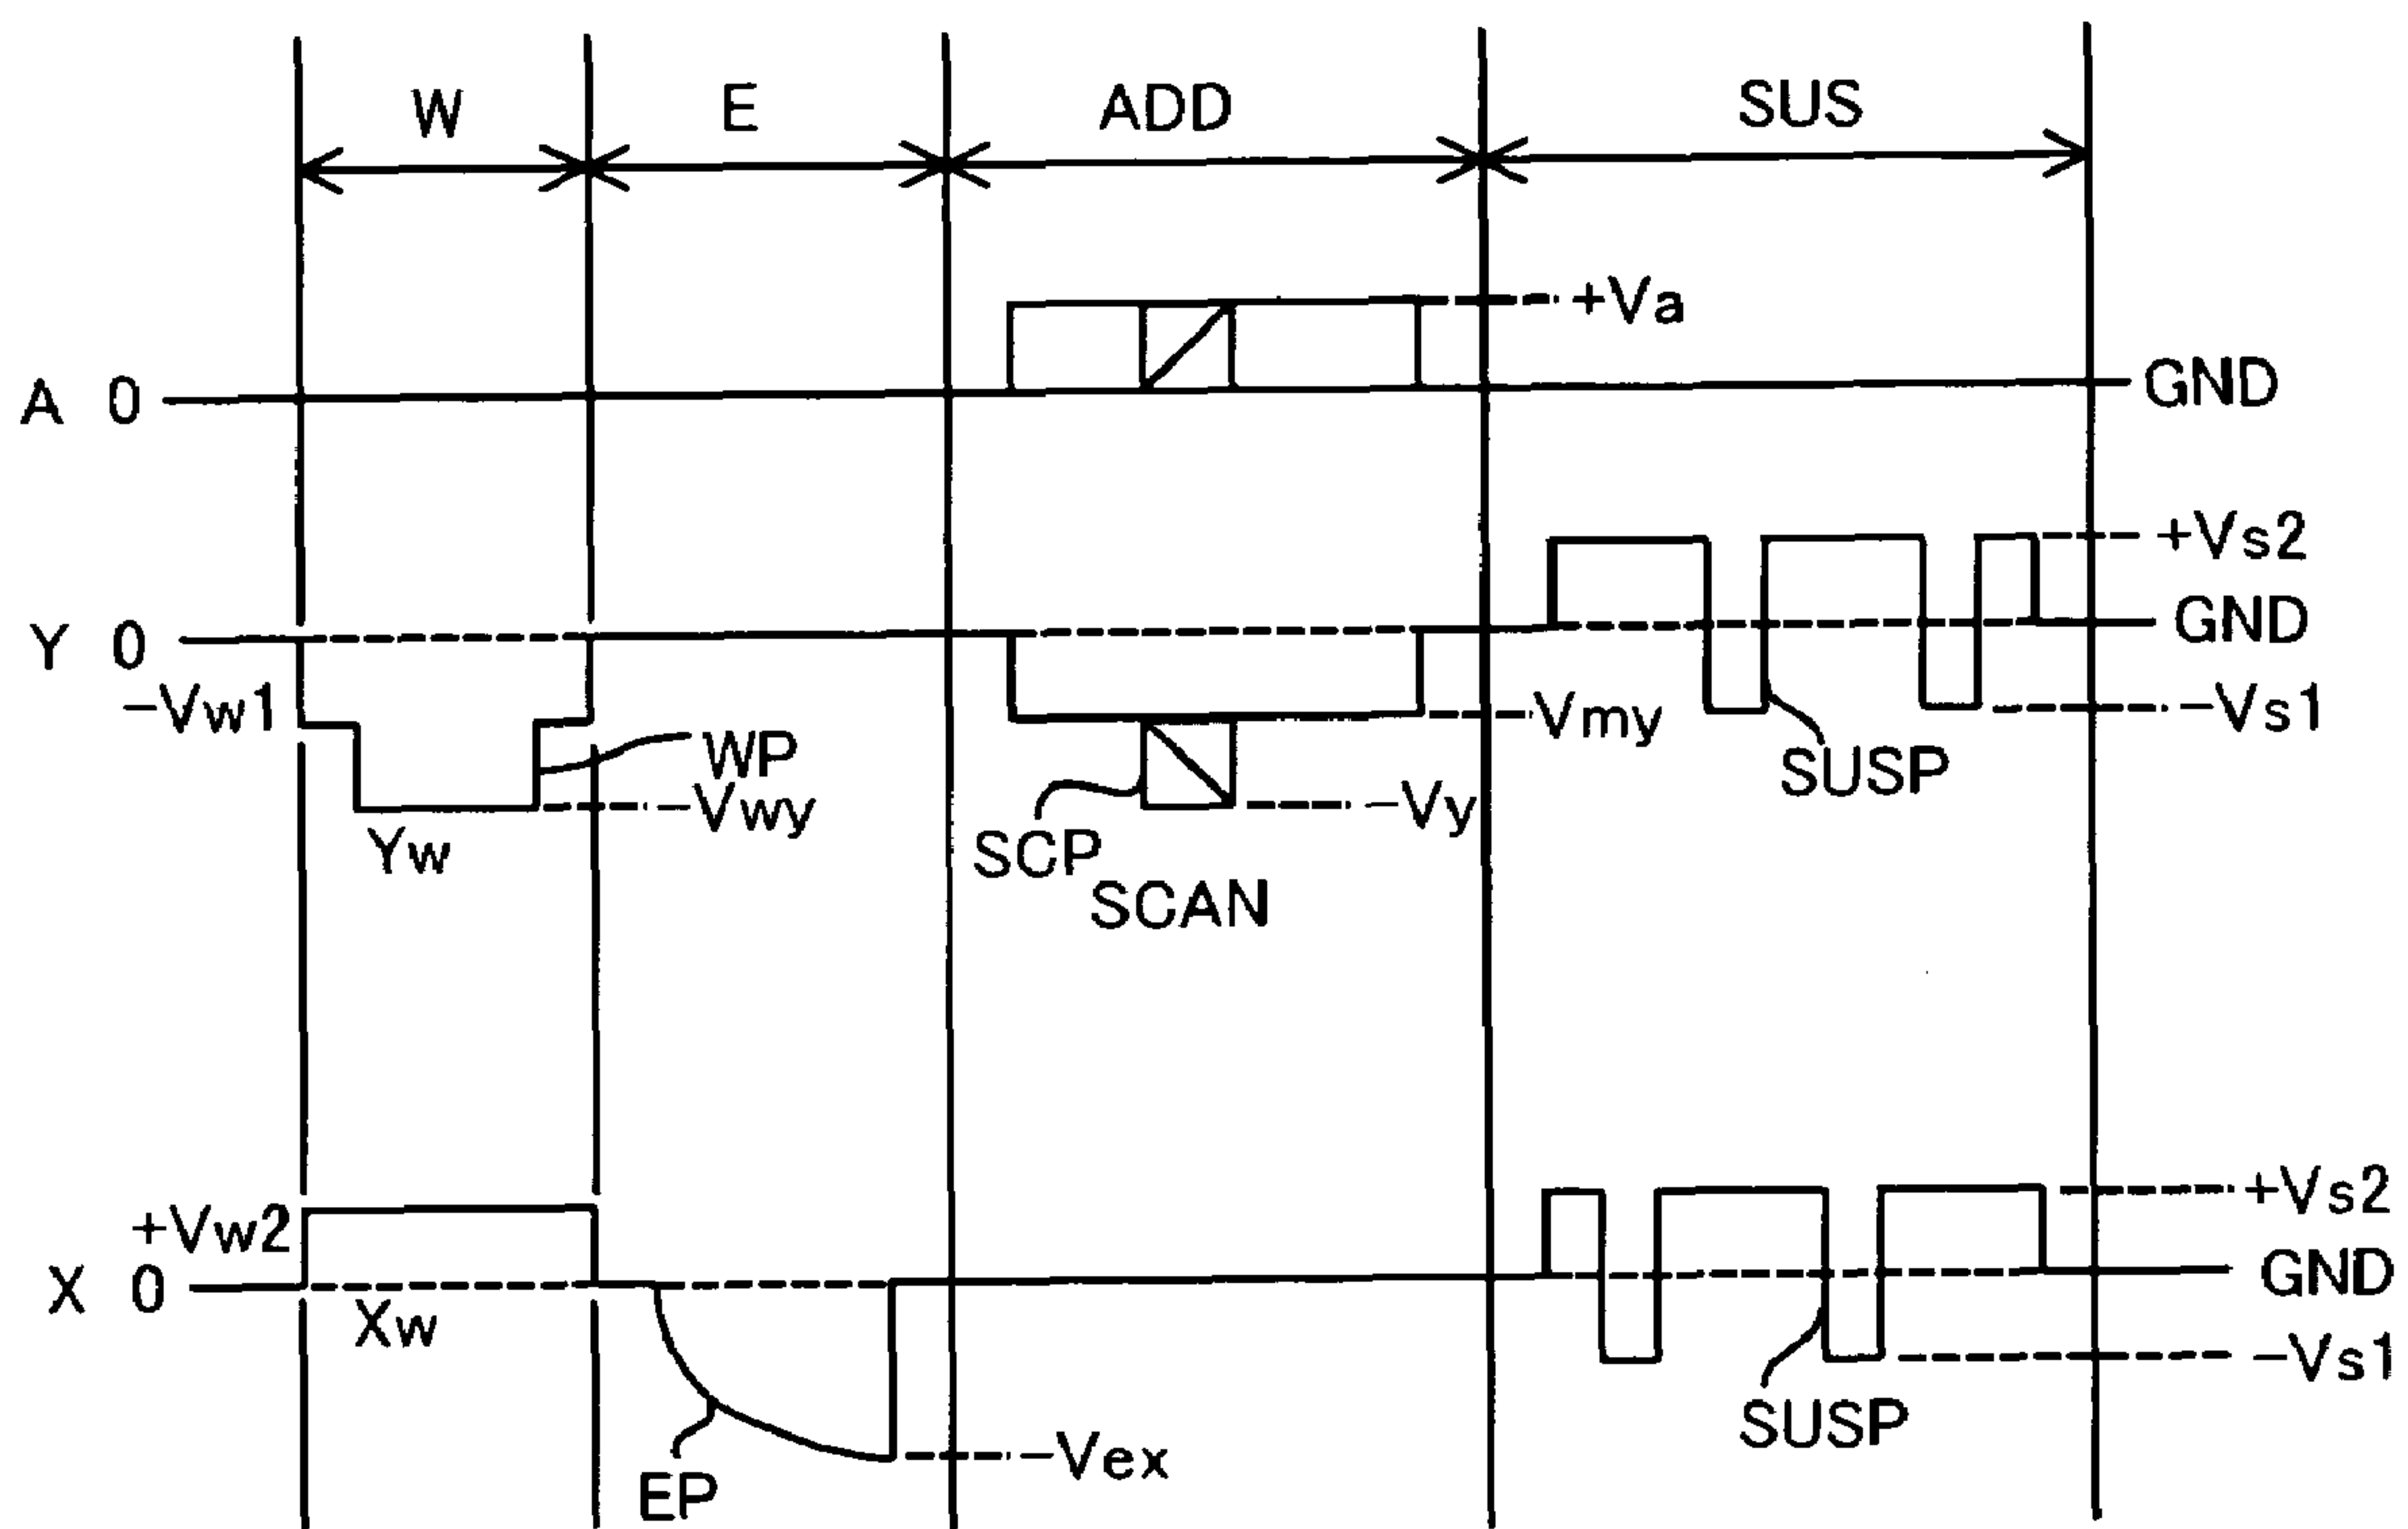 W E ADD SUS
+Va
A 0 GND
+Vs2
Y 0 GND
-Vw1 Vmy -Vs1
WP SUSP
-Vwy -Vy
Yw SCP
SCAN
+Vs2
+Vw2
X 0 GND
Xw
-Vs1
SUSP
-Vex
EP